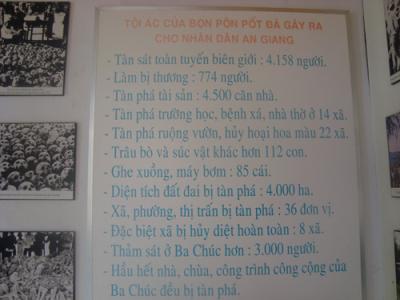 TỘI ÁC CỦA BỌN PÔN PỐT ĐÃ GÂY RA
CHO NHÂN DÂN AN GIANG
- Tàn sát toàn tuyến biên giới : 4.158 người.
- Làm bị thương : 774 người.
- Tàn phá tài sản : 4.500 căn nhà.
- Tàn phá trường học, bệnh xá, nhà thờ ở 14 xã.
- Tàn phá ruộng vườn, hủy hoại hoa màu 22 xã.
- Trâu bò và súc vật khác hơn 112 con.
- Ghe xuồng, máy bơm : 85 cái.
- Diện tích đất đai bị tàn phá : 4.000 ha.
- Xã, phường, thị trấn bị tàn phá : 36 đơn vị.
- Đặc biệt xã bị hủy diệt hoàn toàn : 8 xã.
- Thảm sát ở Ba Chúc hơn : 3.000 người.
- Hầu hết nhà, chùa, công trình công cộng của
Ba Chúc đều bị tàn phá.